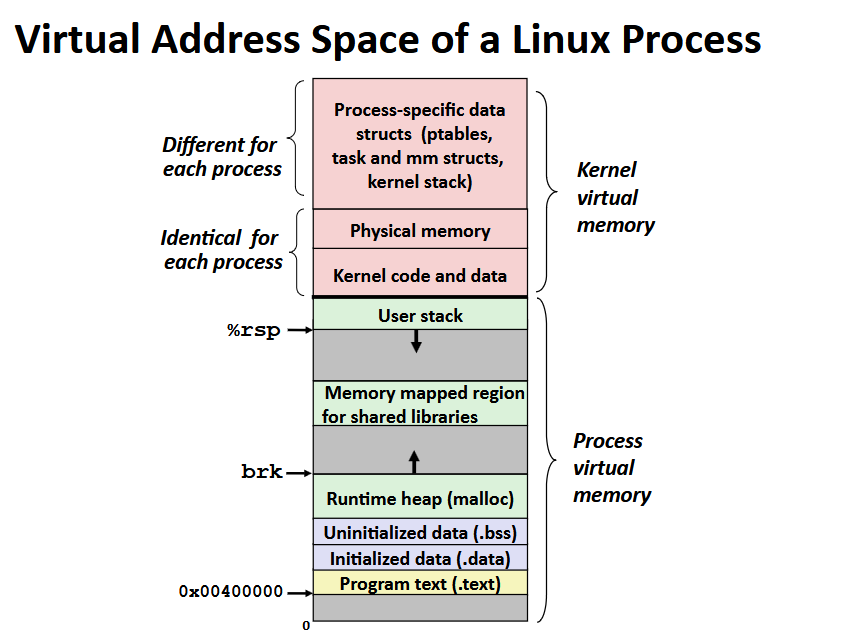 Virtual Address Space of a Linux Process
Process-specific data
structs (ptables,
task and mm structs,
kernel stack)
Different for
each process
Kernel
virtual
memory
Identical for
each process
Physical memory
Kernel code and data
User stack
%rsp
Memory mapped region
for shared libraries
Process
virtual
memory
brk
Runtime heap (malloc)
Uninitialized data (.bss)
Initialized data (.data)
Program text (.text)
0x00400000
0